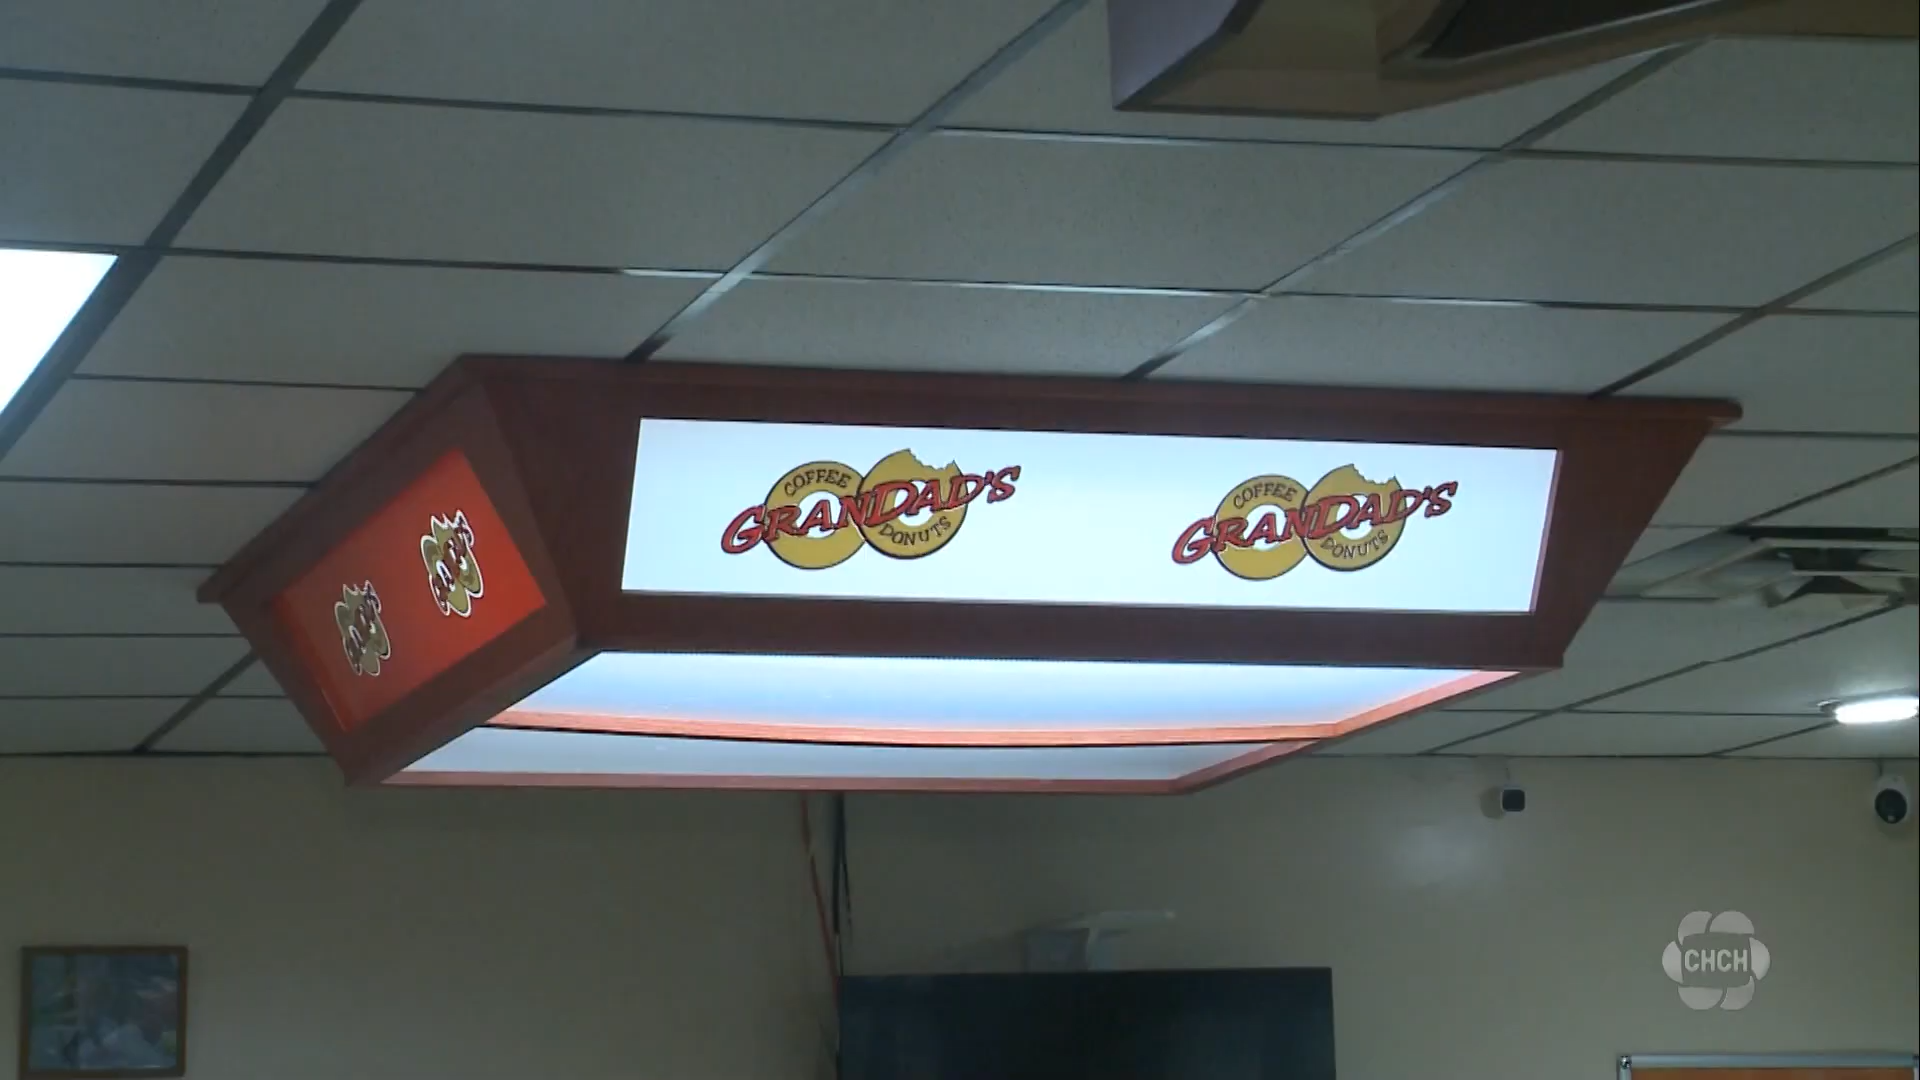 COFFEE
GRANDAD'S
DONUTS
COFFEE
GRANDAD'S
DONUTS
CHCH